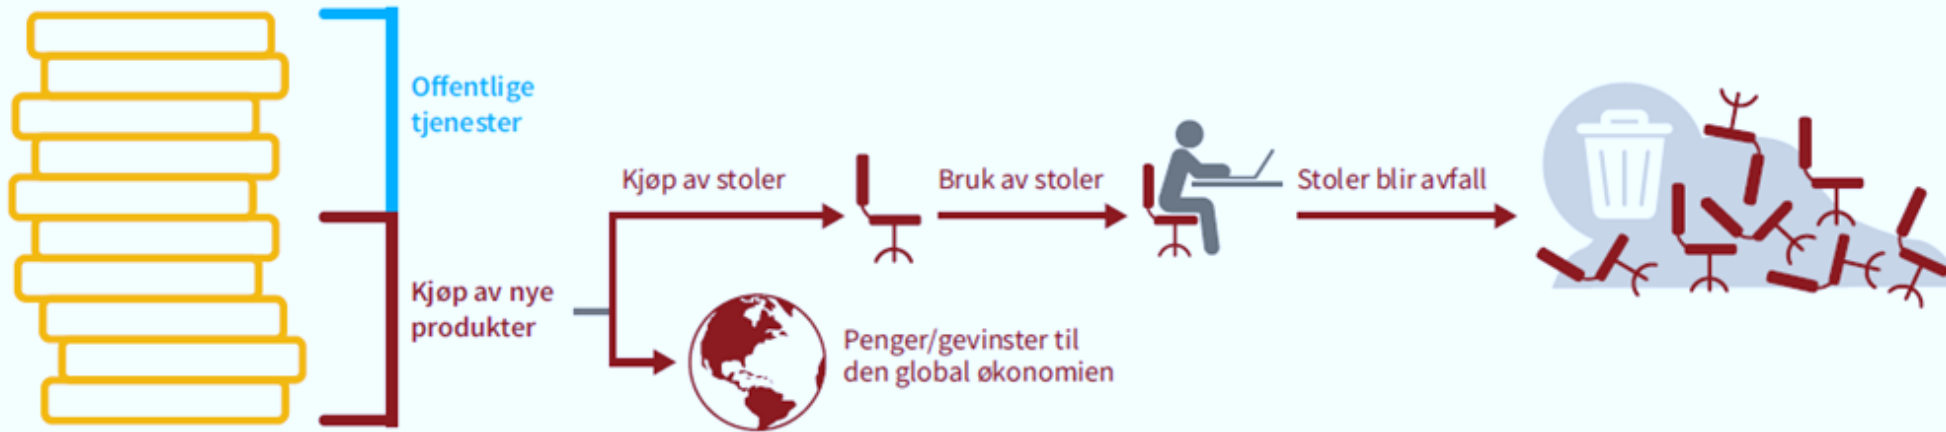 Offentlige
tjenester
Kjøp av nye
produkter
Kjøp av stoler
Bruk av stoler
Stoler blir avfall
Penger/gevinster til
den global økonomien